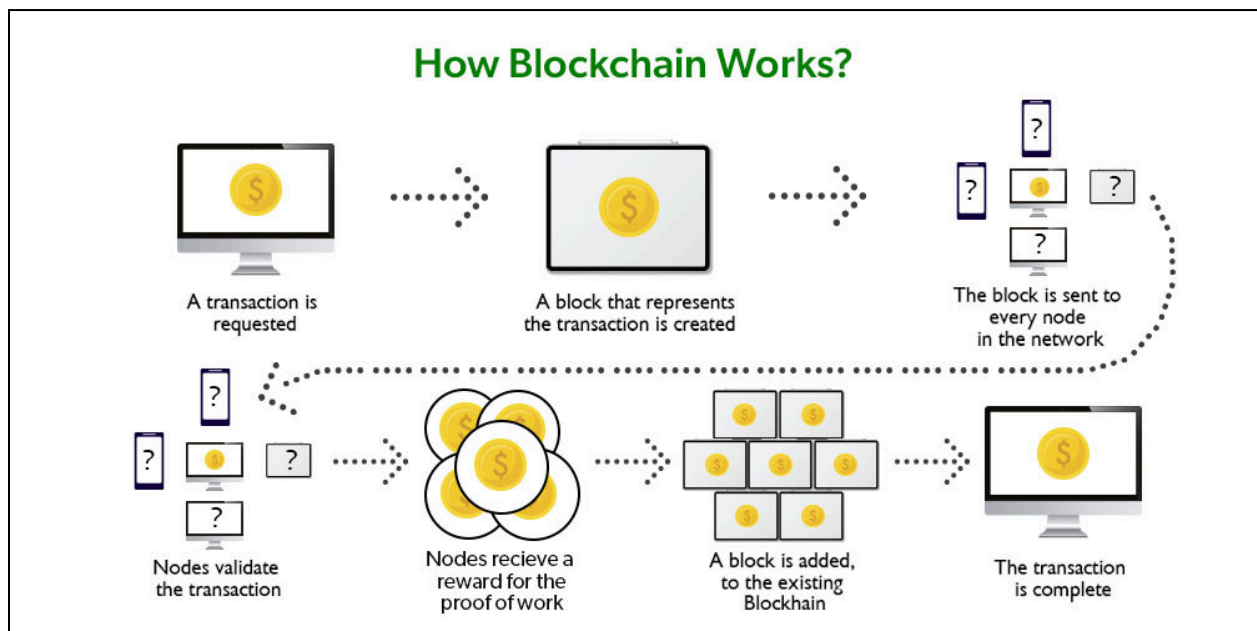 How Blockchain Works?
$
$
?
?
$
?
?
A transaction is
requested
A block that represents
the transaction is created
The block is sent to
every node
in the network
?
?
$
?
?
$
$
$
$
$
$
$
$
$
$
$
$
$
Nodes validate
the transaction
Nodes recieve a
reward for the
proof of work
A block is added,
to the existing
Blockhain
The transaction
is complete